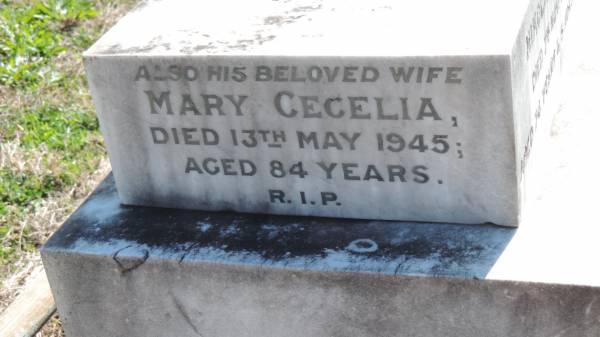 ALSO HIS BELOVED WIFE
MARY CECELIA,
DIED 13TH MAY 1945;
AGED 84 YEARS.
R.I.P.